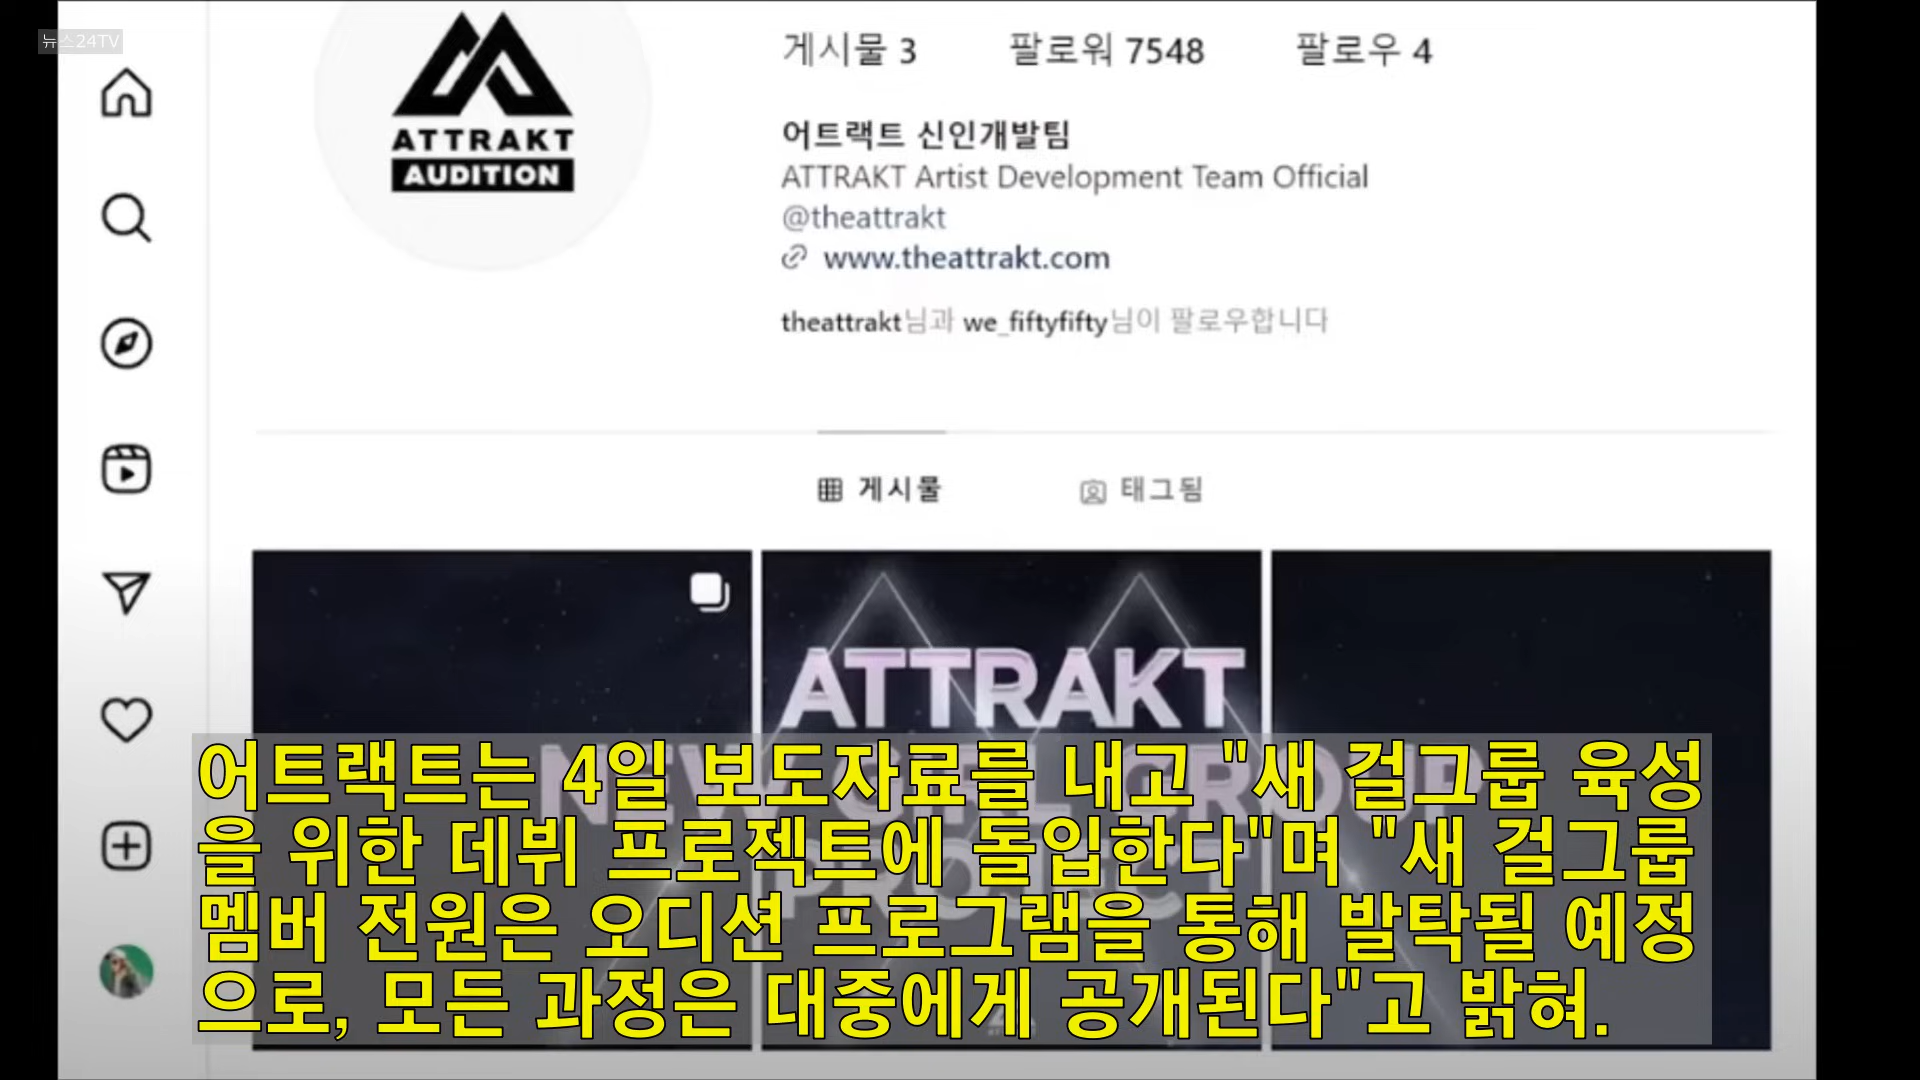 뉴스24TV
게시물 3 팔로워 7548 팔로우 4
ATTRAKT
AUDITION
어트랙트 신인개발팀
ATTRAKT Artist Development Team Official
@theattrakt
www.theattrakt.com
theattrakt님과 we_fiftyfifty님이 팔로우합니다
게시물 태그됨
ATTRAKT
NEW GIRL GROUP
PROJECT
어트랙트는 4일 보도자료를 내고 "새 걸그룹 육성
을 위한 데뷔 프로젝트에 돌입한다"며 "새 걸그룹
멤버 전원은 오디션 프로그램을 통해 발탁될 예정
으로, 모든 과정은 대중에게 공개된다"고 밝혀.